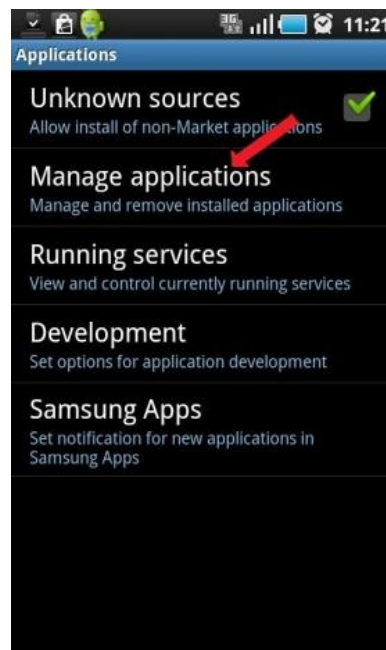 11:21
Applications
Unknown sources
Allow install of non-Market applications
Manage applications
Manage and remove installed applications
Running services
View and control currently running services
Development
Set options for application development
Samsung Apps
Set notification for new applications in
Samsung Apps